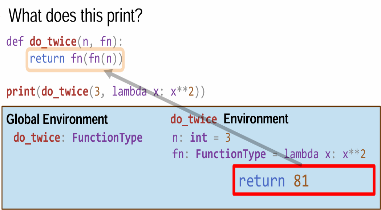 What does this print?
def do_twice(n, fn):
return fn(fn(n))
print(do_twice(3, lambda x: x**2))
Global Environment
do_twice: FunctionType
do_twice Environment
n: int = 3
fn: FunctionType = lambda x: x**2
return 81